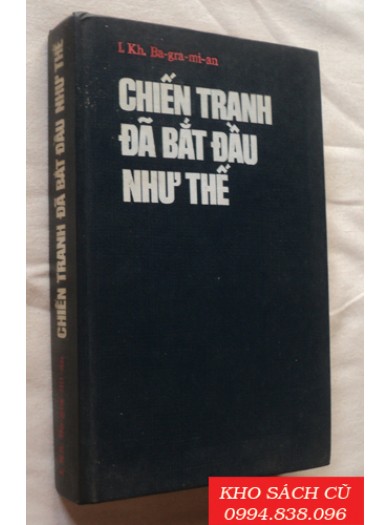 I. Kh. Ba-gra-mi-an
CHIẾN TRANH
ĐÃ BẮT ĐẦU
NHƯ THẾ
CHIẾN TRANH ĐÃ BẮT ĐẦU NHƯ THẾ
KHO SÁCH CŨ
0994.838.096